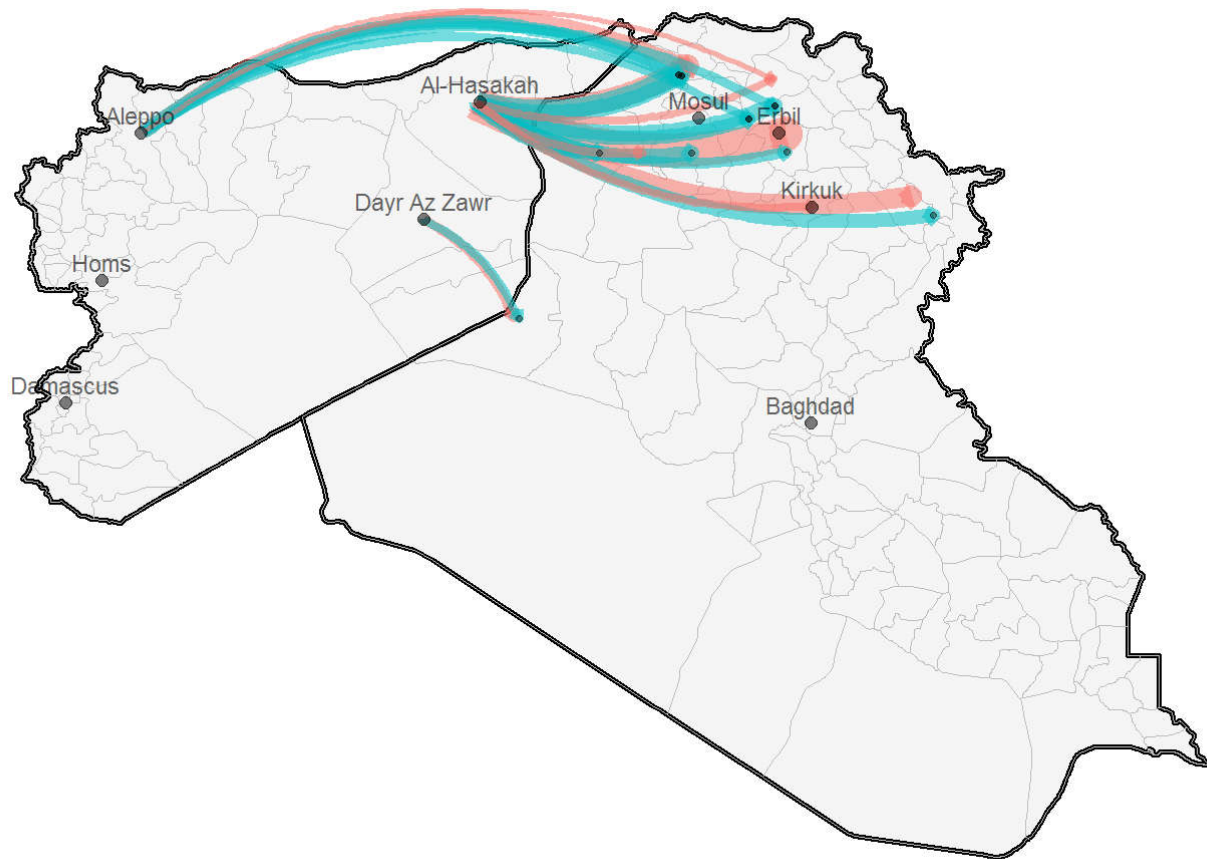 Al-Hasakah
Aleppo
Mosul
Erbil
Dayr Az Zawr
Kirkuk
Homs
Damascus
Baghdad